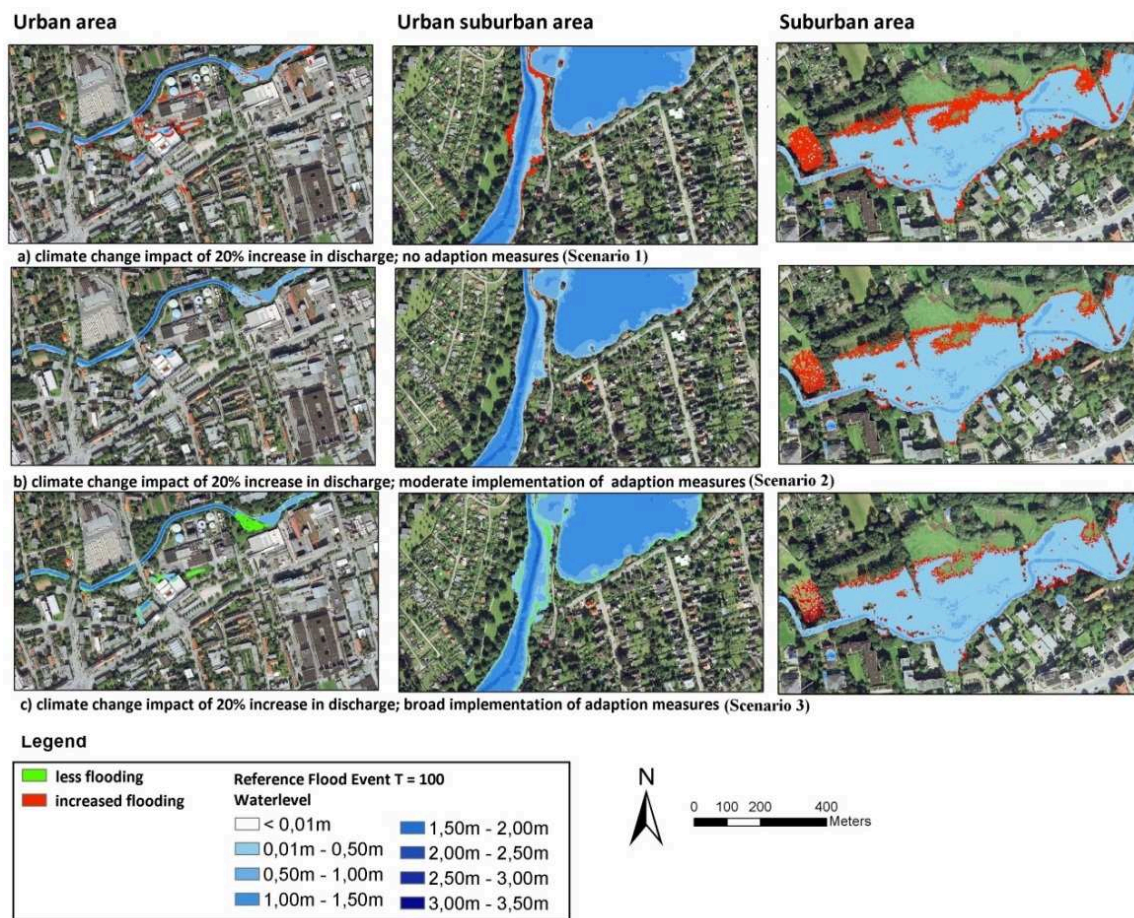 Urban area
Urban suburban area
Suburban area
a) climate change impact of 20% increase in discharge; no adaption measures (Scenario 1)
b) climate change impact of 20% increase in discharge; moderate implementation of adaption measures (Scenario 2)
c) climate change impact of 20% increase in discharge; broad implementation of adaption measures (Scenario 3)
Legend
less flooding
increased flooding
Reference Flood Event T = 100
Waterlevel
< 0,01m
0,01m - 0,50m
0,50m - 1,00m
1,00m - 1,50m
1,50m - 2,00m
2,00m - 2,50m
2,50m - 3,00m
3,00m - 3,50m
N
0 100 200 400
Meters